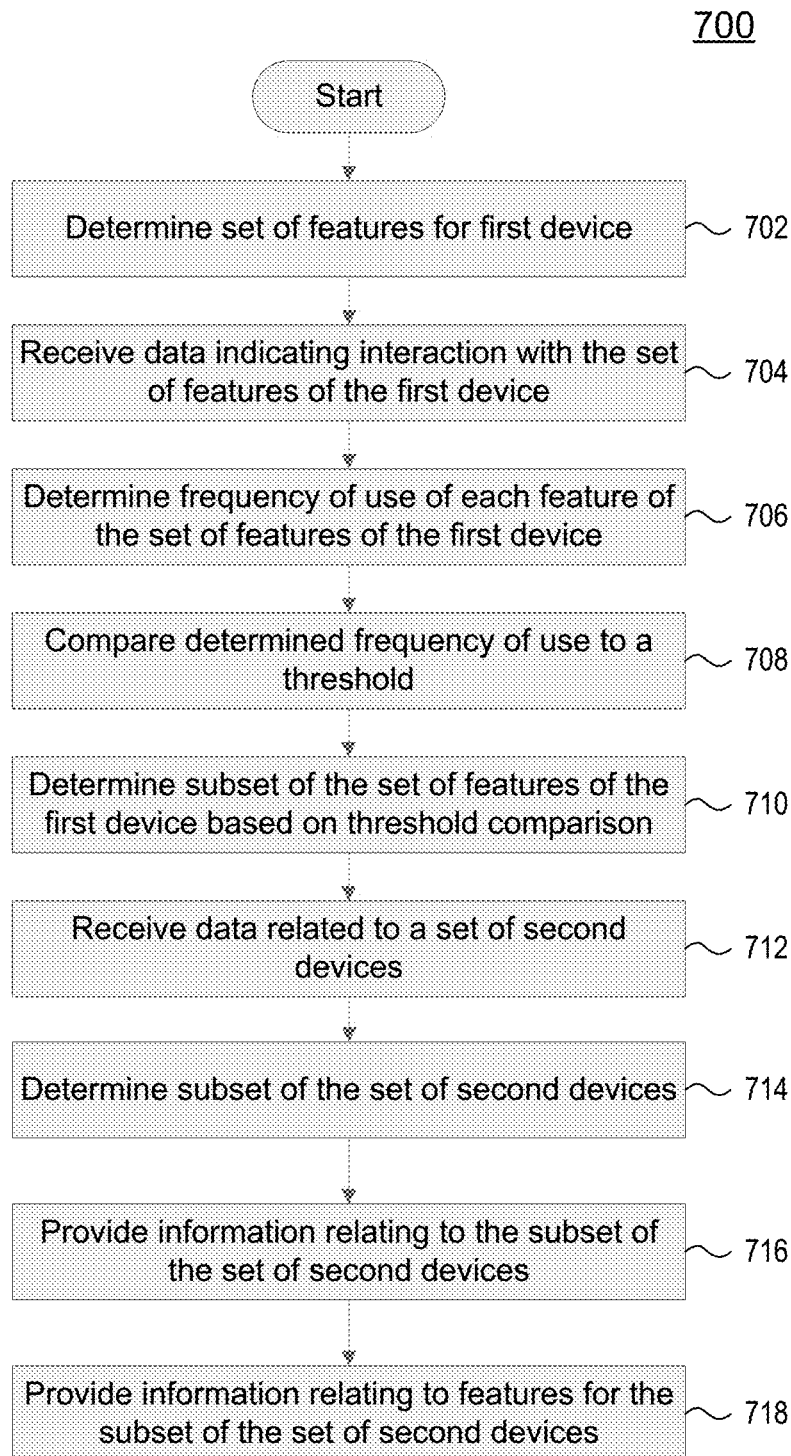 700
Start
Determine set of features for first device
702
Receive data indicating interaction with the set
of features of the first device
704
Determine frequency of use of each feature of
the set of features of the first device
706
Compare determined frequency of use to a
threshold
708
Determine subset of the set of features of the
first device based on threshold comparison
710
Receive data related to a set of second
devices
712
Determine subset of the set of second devices
714
Provide information relating to the subset of
the set of second devices
716
Provide information relating to features for the
subset of the set of second devices
718